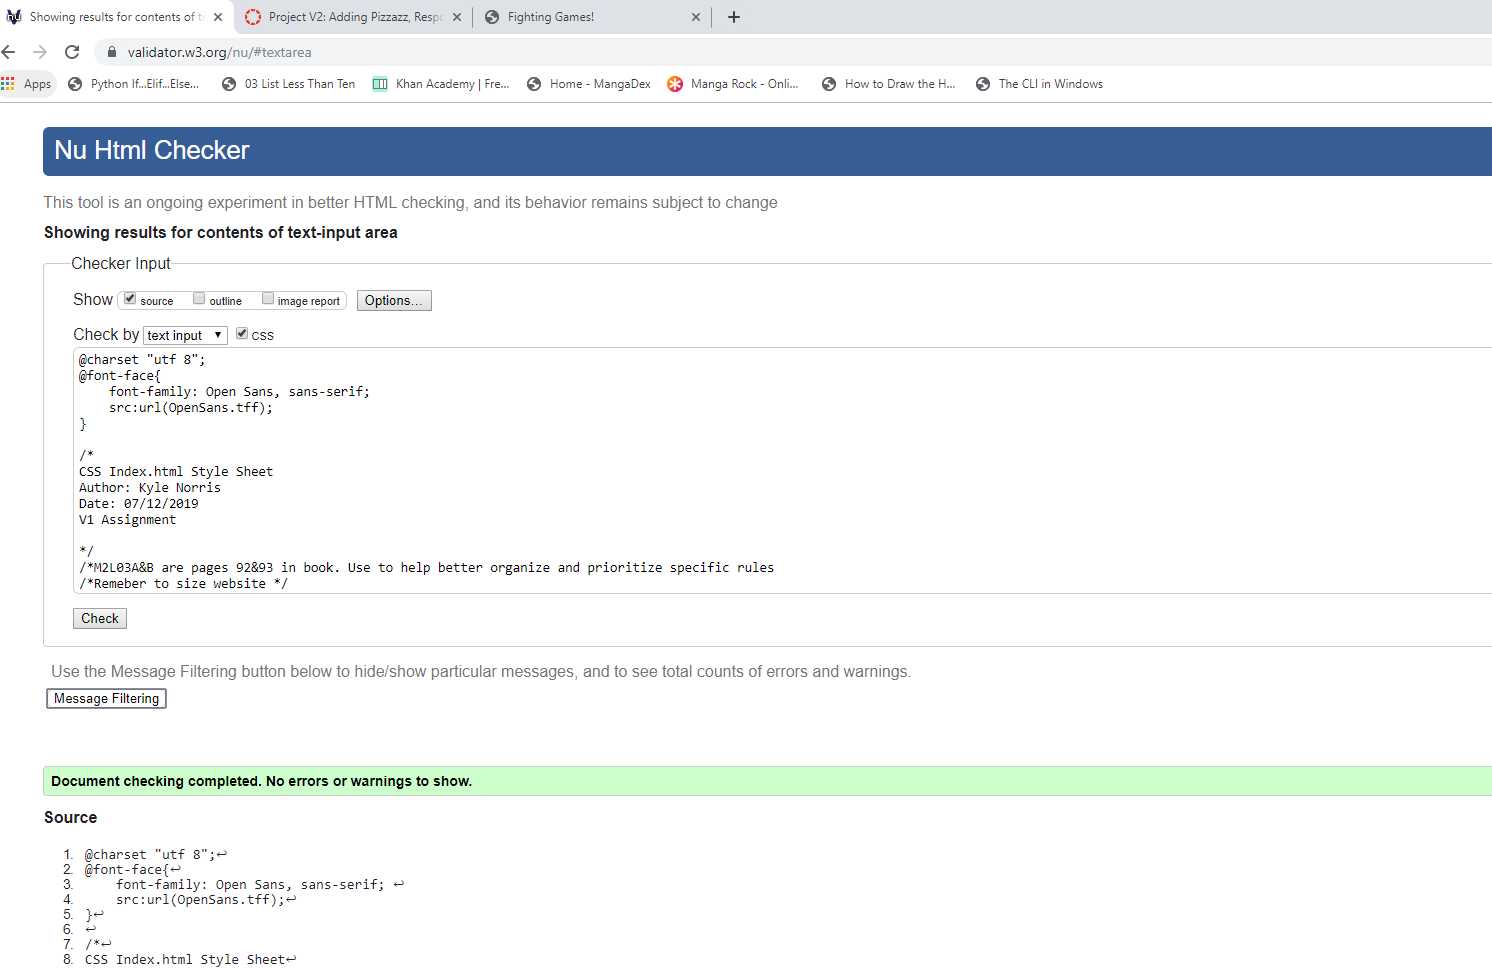 Showing results for contents of te
Project V2: Adding Pizzazz, Respo
Fighting Games!
validator.w3.org/nu/#textarea
Apps
Python If...Elif...Else...
03 List Less Than Ten
Khan Academy | Fre...
Home - MangaDex
Manga Rock - Onli...
How to Draw the H...
The CLI in Windows
Nu Html Checker
This tool is an ongoing experiment in better HTML checking, and its behavior remains subject to change
Showing results for contents of text-input area
Checker Input
Show source outline image report Options...
Check by text input css
@charset "utf 8";
@font-face{
    font-family: Open Sans, sans-serif;
    src:url(OpenSans.tff);
}
/*
CSS Index.html Style Sheet
Author: Kyle Norris
Date: 07/12/2019
V1 Assignment
*/
/*M2L03A&B are pages 92&93 in book. Use to help better organize and prioritize specific rules
/*Remeber to size website */
Check
Use the Message Filtering button below to hide/show particular messages, and to see total counts of errors and warnings.
Message Filtering
Document checking completed. No errors or warnings to show.
Source
1. @charset "utf 8";↩
2. @font-face{↩
3.     font-family: Open Sans, sans-serif; ↩
4.     src:url(OpenSans.tff);↩
5. }↩
6. ↩
7. /*↩
8. CSS Index.html Style Sheet↩